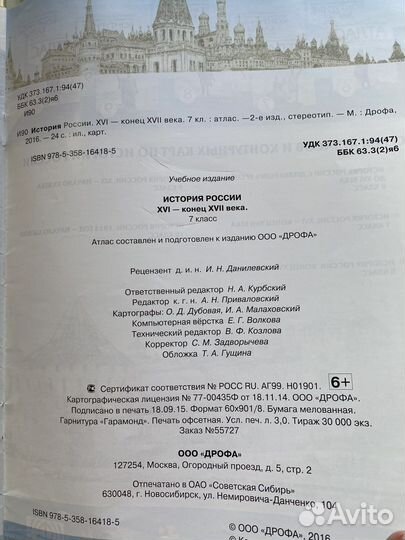 УДК 373.167.1:94(47)
ББК 63.3(2)я6
И90
И90 История России. XVI — конец XVII века. 7 кл. : атлас. —2-е изд., стереотип. — М. : Дрофа,
2016. — 24 с. : ил., карт.
ISBN 978-5-358-16418-5
УДК 373.167.1:94(47)
ББК 63.3(2)я6
Учебное издание
ИСТОРИЯ РОССИИ
XVI — конец XVII века.
7 класс
Атлас составлен и подготовлен к изданию ООО «ДРОФА»
Рецензент д. и. н. И. Н. Данилевский
Ответственный редактор Н. А. Курбский
Редактор к. г. н. А. Н. Приваловский
Картографы: О. Д. Дубовая, И. А. Малаховский
Компьютерная вёрстка Е. Г. Волкова
Технический редактор В. Ф. Козлова
Корректор С. М. Задворычева
Обложка Т. А. Гущина
Сертификат соответствия № РОСС RU. АГ99. Н01901. 6+
Картографическая лицензия № 77-00435Ф от 18.11.14. ООО «ДРОФА».
Подписано в печать 18.09.15. Формат 60х901/8. Бумага мелованная.
Гарнитура «Гарамонд». Печать офсетная. Усл. печ. л. 3,0. Тираж 30 000 экз.
Заказ №55727
ООО «ДРОФА»
127254, Москва, Огородный проезд, д. 5, стр. 2
Отпечатано в ОАО «Советская Сибирь»
630048, г. Новосибирск, ул. Немировича-Данченко, 104
ISBN 978-5-358-16418-5
© ООО «ДРОФА», 2016
Avito